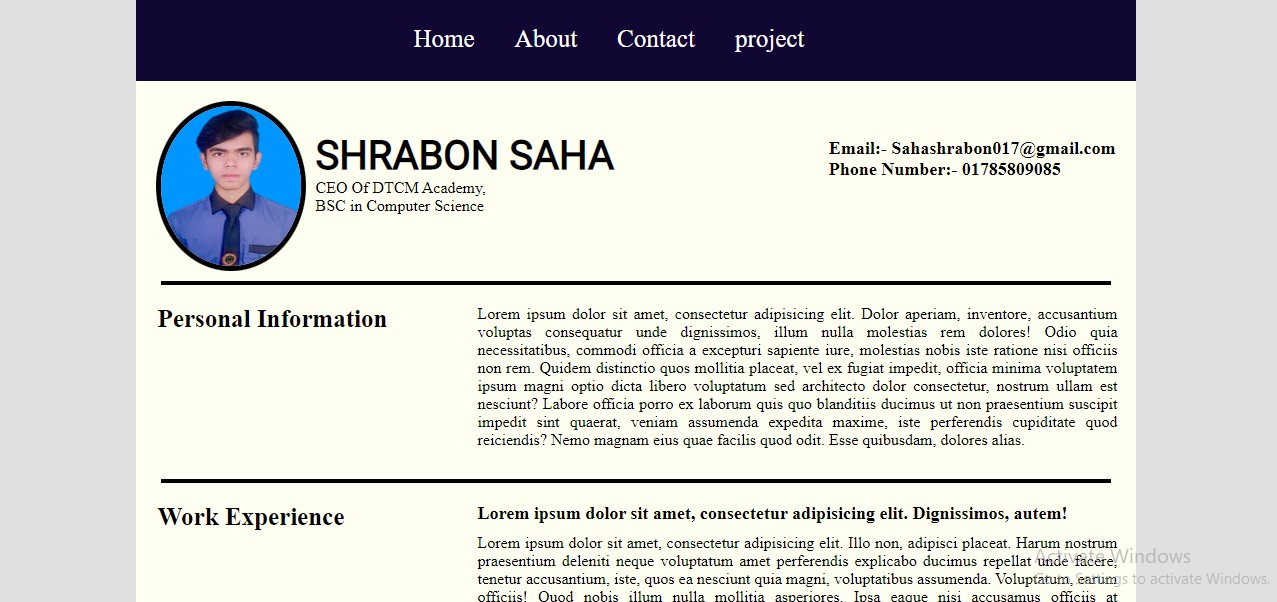 Home About Contact project
SHRABON SAHA
CEO Of DTCM Academy,
BSC in Computer Science
Email:- Sahashrabon017@gmail.com
Phone Number:- 01785809085
Personal Information
Lorem ipsum dolor sit amet, consectetur adipisicing elit. Dolor aperiam, inventore, accusantium
voluptas consequatur unde dignissimos, illum nulla molestias rem dolores! Odio quia
necessitatibus, commodi officia a excepturi sapiente iure, molestias nobis iste ratione nisi officiis
non rem. Quidem distinctio quos mollitia placeat, vel ex fugiat impedit, officia minima voluptatem
ipsum magni optio dicta libero voluptatum sed architecto dolor consectetur, nostrum ullam est
nesciunt? Labore officia porro ex laborum quis quo blanditiis ducimus ut non praesentium suscipit
impedit sint quaerat, veniam assumenda expedita maxime, iste perferendis cupiditate quod
reiciendis? Nemo magnam eius quae facilis quod odit. Esse quibusdam, dolores alias.
Work Experience
Lorem ipsum dolor sit amet, consectetur adipisicing elit. Dignissimos, autem!
Lorem ipsum dolor sit amet, consectetur adipisicing elit. Illo non, adipisci placeat. Harum nostrum
praesentium deleniti neque voluptatum amet perferendis explicabo ducimus repellat unde facere,
tenetur accusantium, iste, quos ea nesciunt quia magni, voluptatibus assumenda. Voluptatum, earum
officiis! Quod nobis illum nulla asperiores. Ipsa eaque nisi accusamus officiis at
Activate Windows
Go to Settings to activate Windows.